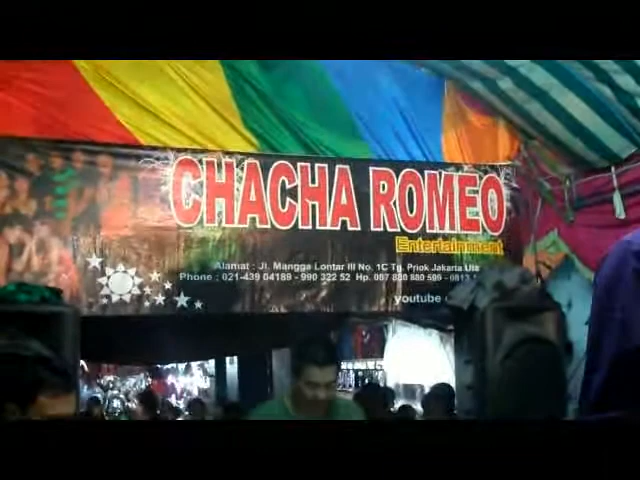 CHACHA ROMEO
Entertainment
Alamat : Jl. Mangga Lontar III No. 1C Tg. Priok Jakarta Uta
Phone : 021-439 04189 - 990 322 52 Hp. 087 880 880 599 -
youtube